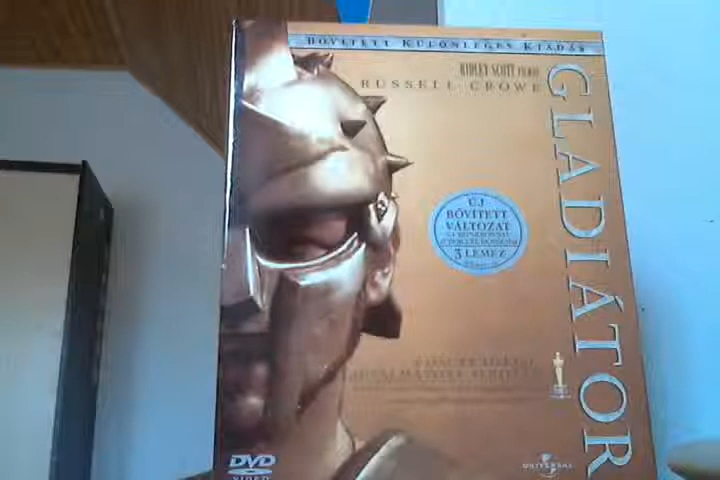 BŐVÍTETT KÜLÖNLEGES KIADÁS
RIDLEY SCOTT FILMJE
RUSSELL CROWE
GLADIÁTOR
ÚJ
BŐVÍTETT
VÁLTOZAT
3 LEMEZ
DVD
VIDEO
UNIVERSAL